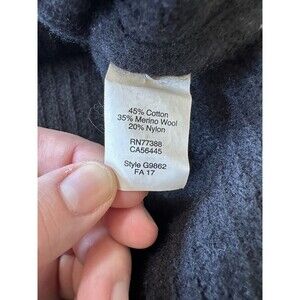 45% Cotton
35% Merino Wool
20% Nylon
RN77388
CA56445
Style G9862
FA 17